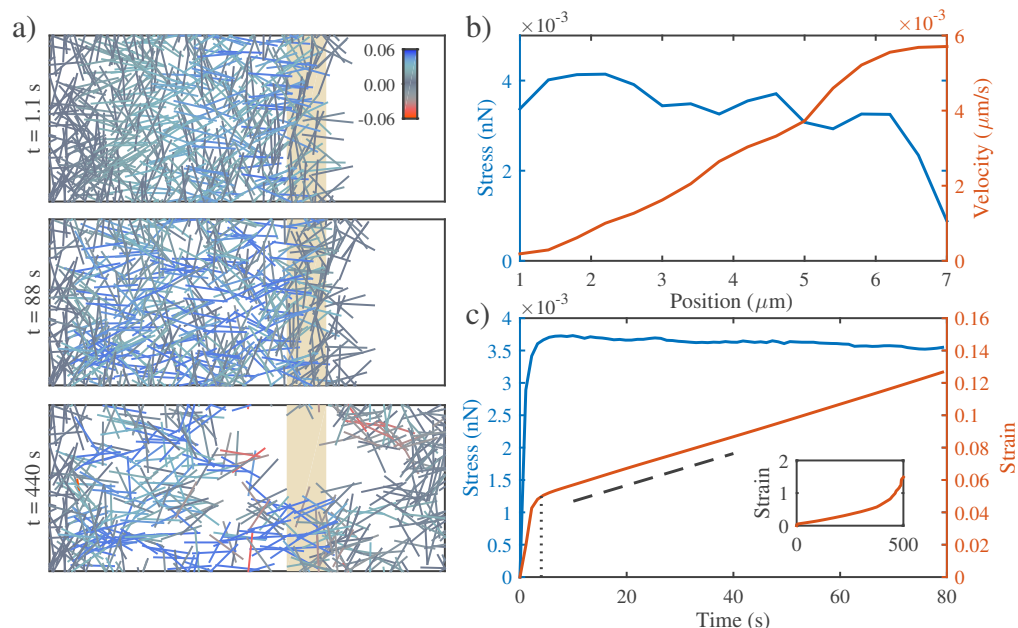 a)
t = 1.1 s
0.06
0.00
-0.06
t = 88 s
t = 440 s
b)
×10⁻³
×10⁻³
Stress (nN)
0
2
4
Velocity (μm/s)
0
2
4
6
1 2 3 4 5 6 7
Position (μm)
c)
×10⁻³
Stress (nN)
0
0.5
1
1.5
2
2.5
3
3.5
4
Strain
0
0.02
0.04
0.06
0.08
0.1
0.12
0.14
0.16
Strain
0
1
2
0 500
0 20 40 60 80
Time (s)